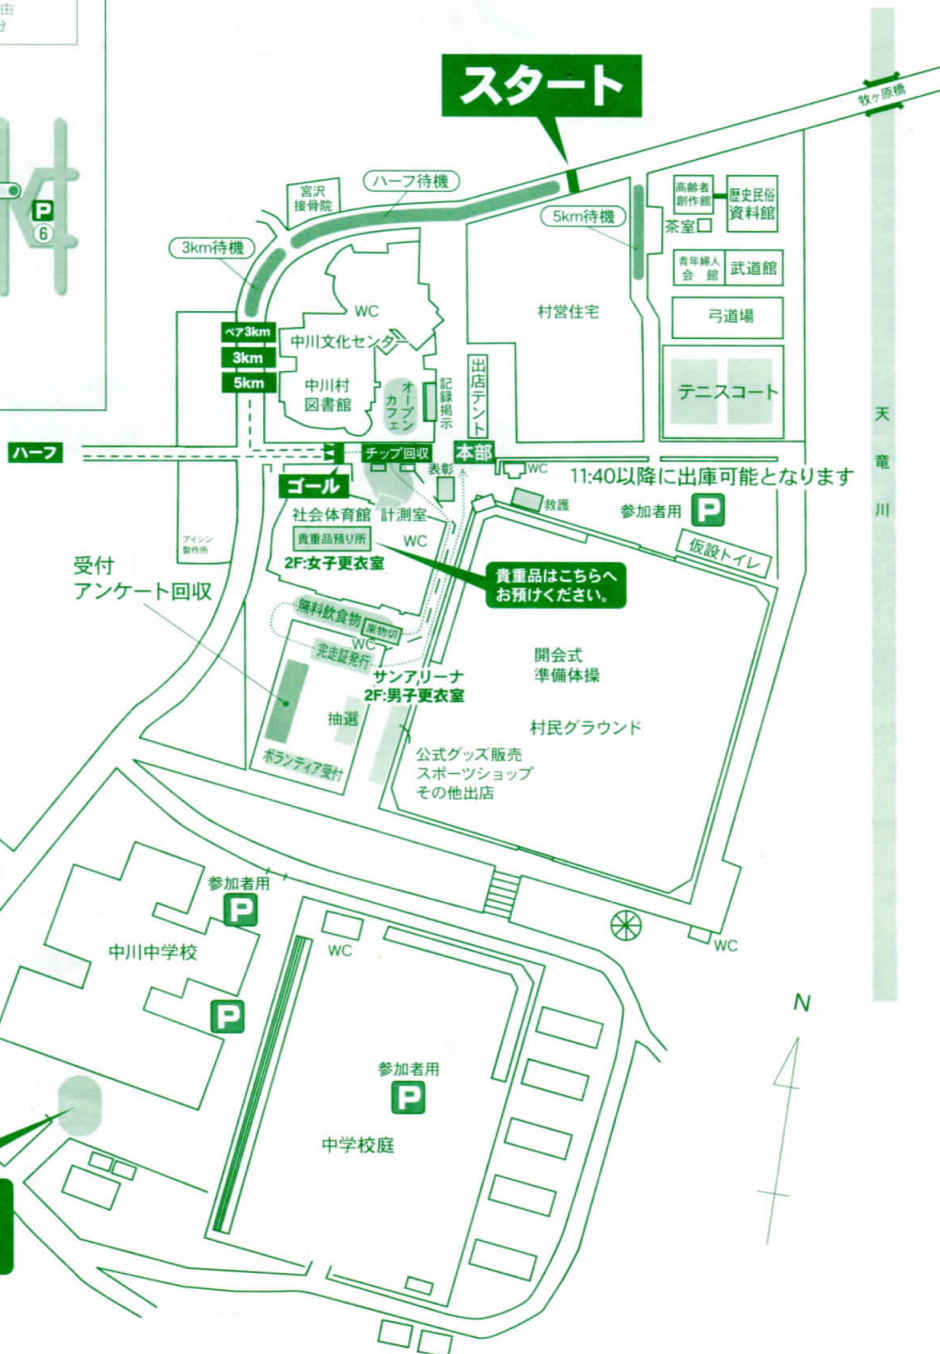 由
分
スタート
牧ヶ原橋
宮沢
接骨院
ハーフ待機
高齢者
創作館
歴史民俗
資料館
P
⑥
5km待機
茶室
3km待機
青年婦人
会館
武道館
WC
村営住宅
弓道場
ペア3km
中川文化センター
3km
5km
中川村
図書館
オープン
カフェ
記録掲示
出店テント
テニスコート
天竜川
ハーフ
チップ回収
本部
表彰
WC
11:40以降に出庫可能となります
ゴール
救護
参加者用
P
社会体育館
計測室
アイシン
製作所
貴重品預り所
WC
仮設トイレ
2F:女子更衣室
受付
アンケート回収
貴重品はこちらへ
お預けください。
無料飲食物
果物切
WC
完走証発行
サンアリーナ
2F:男子更衣室
開会式
準備体操
抽選
村民グラウンド
ボランティア受付
公式グッズ販売
スポーツショップ
その他出店
参加者用
P
中川中学校
WC
WC
P
N
参加者用
P
中学校庭